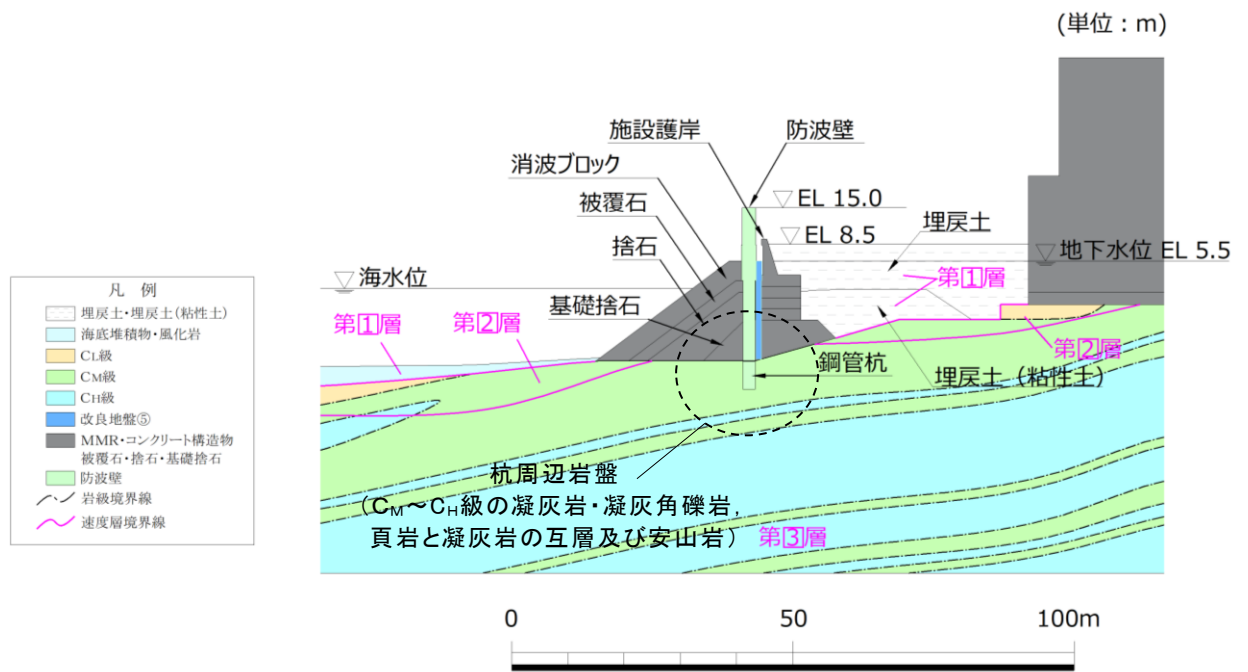 (単位：m)
施設護岸
防波壁
消波ブロック
被覆石
捨石
基礎捨石
EL 15.0
EL 8.5
埋戻土
地下水位 EL 5.5
海水位
第1層
第2層
第1層
第2層
鋼管杭
埋戻土（粘性土）
杭周辺岩盤
（CM～CH級の凝灰岩・凝灰角礫岩，
頁岩と凝灰岩の互層及び安山岩）
第3層
凡 例
埋戻土・埋戻土(粘性土)
海底堆積物・風化岩
CL級
CM級
CH級
改良地盤⑤
MMR・コンクリート構造物
被覆石・捨石・基礎捨石
防波壁
岩級境界線
速度層境界線
0
50
100m